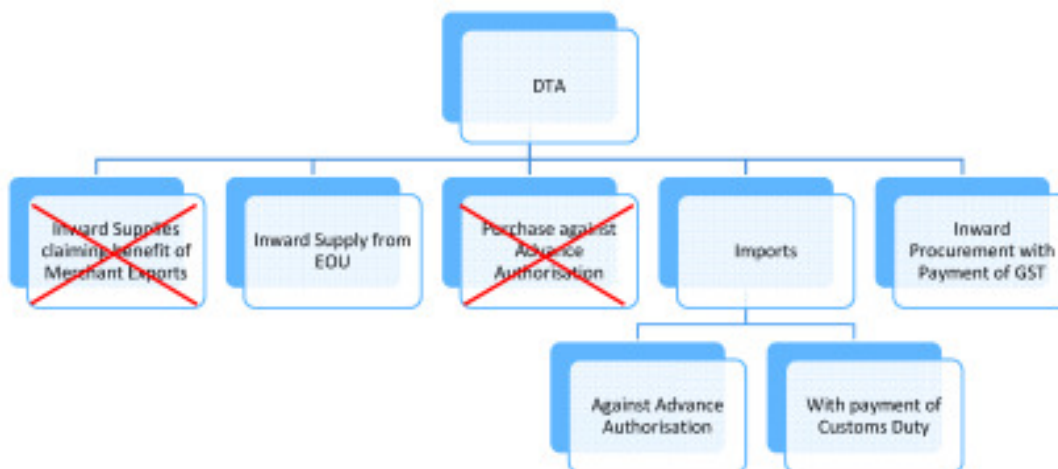 DTA
Inward Supplies
claiming benefit of
Merchant Exports
Inward Supply from
EOU
Purchase against
Advance
Authorisation
Imports
Inward
Procurement with
Payment of GST
Against Advance
Authorisation
With payment of
Customs Duty